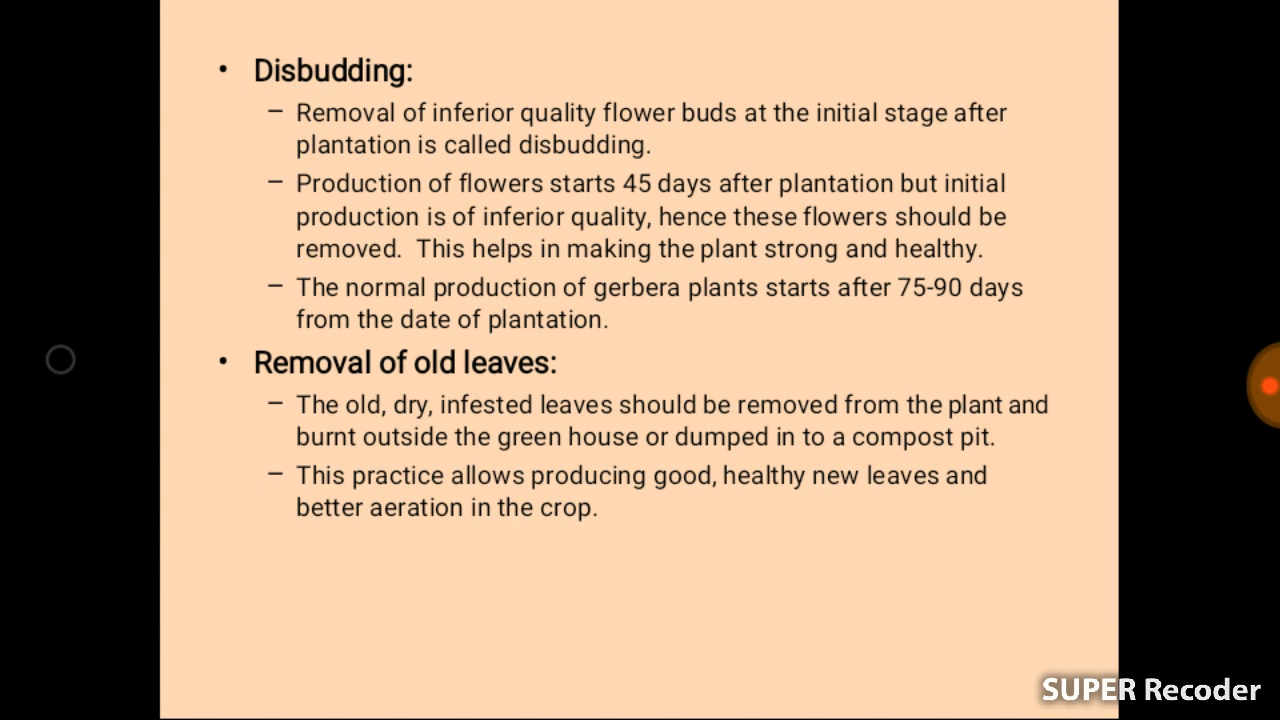 • Disbudding:
– Removal of inferior quality flower buds at the initial stage after
plantation is called disbudding.
– Production of flowers starts 45 days after plantation but initial
production is of inferior quality, hence these flowers should be
removed.  This helps in making the plant strong and healthy.
– The normal production of gerbera plants starts after 75-90 days
from the date of plantation.
• Removal of old leaves:
– The old, dry, infested leaves should be removed from the plant and
burnt outside the green house or dumped in to a compost pit.
– This practice allows producing good, healthy new leaves and
better aeration in the crop.
SUPER Recoder